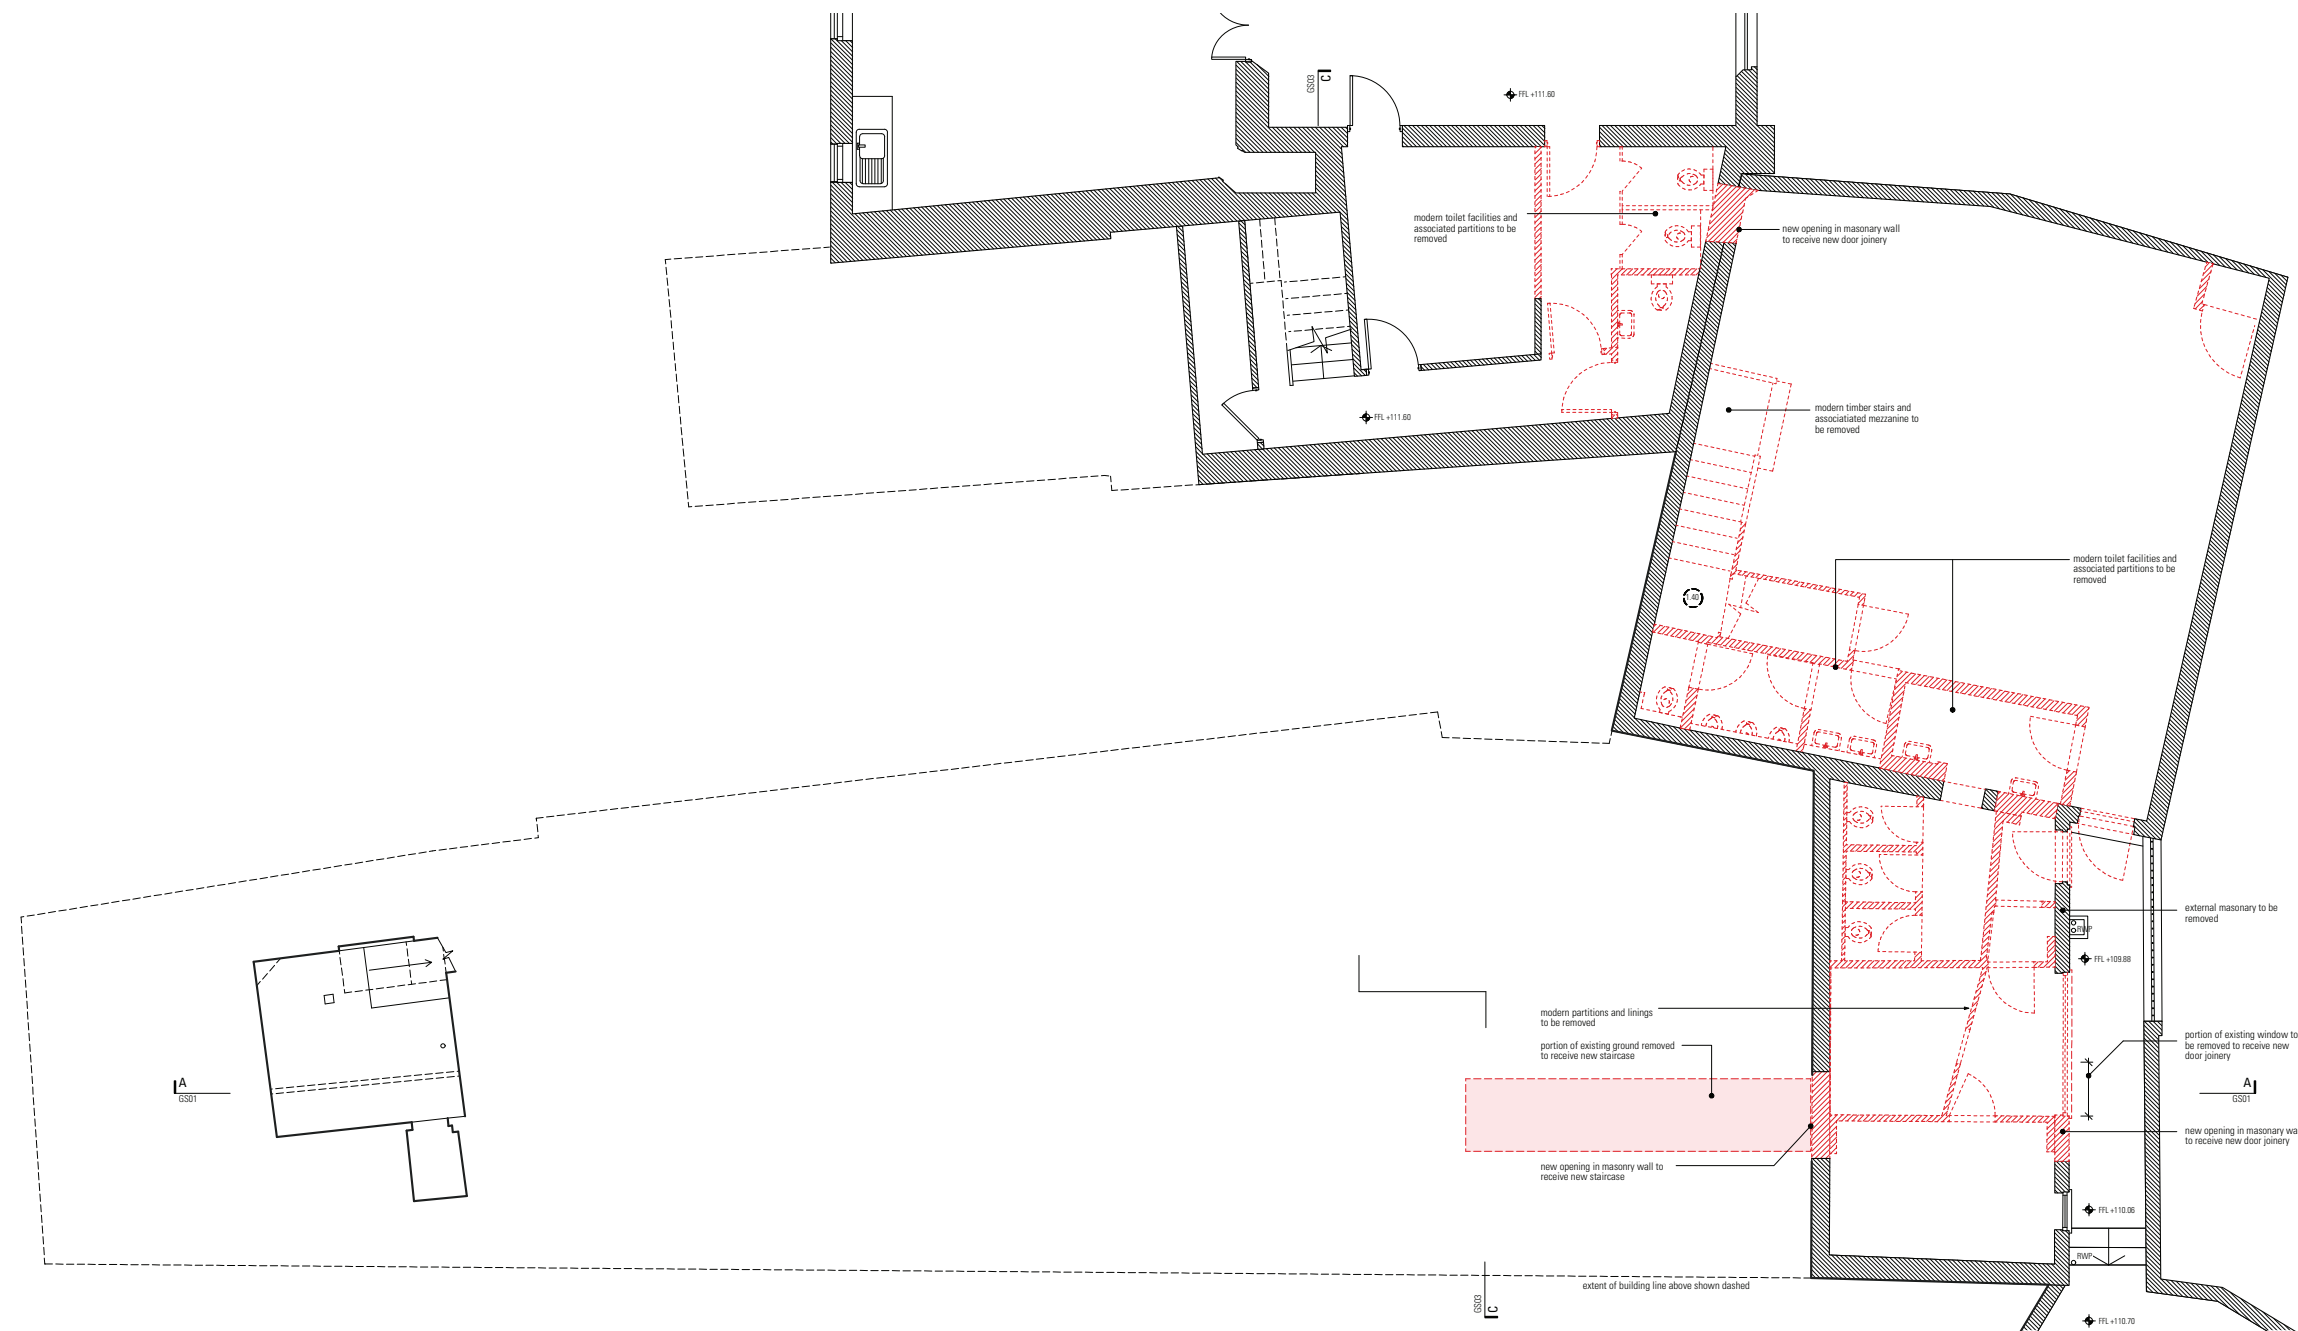 GS03
C
FFL +111.60
modern toilet facilities and
associated partitions to be
removed
new opening in masonary wall
to receive new door joinery
modern timber stairs and
associatiated mezzanine to
be removed
FFL +111.60
modern toilet facilities and
associated partitions to be
removed
1.40
external masonary to be
removed
RWP
FFL +109.88
modern partitions and linings
to be removed
portion of existing ground removed
to receive new staircase
portion of existing window to
be removed to receive new
door joinery
A
GS01
A
GS01
new opening in masonary wa
to receive new door joinery
new opening in masonry wall to
receive new staircase
FFL +110.06
RWP
extent of building line above shown dashed
GS03
C
FFL +110.70